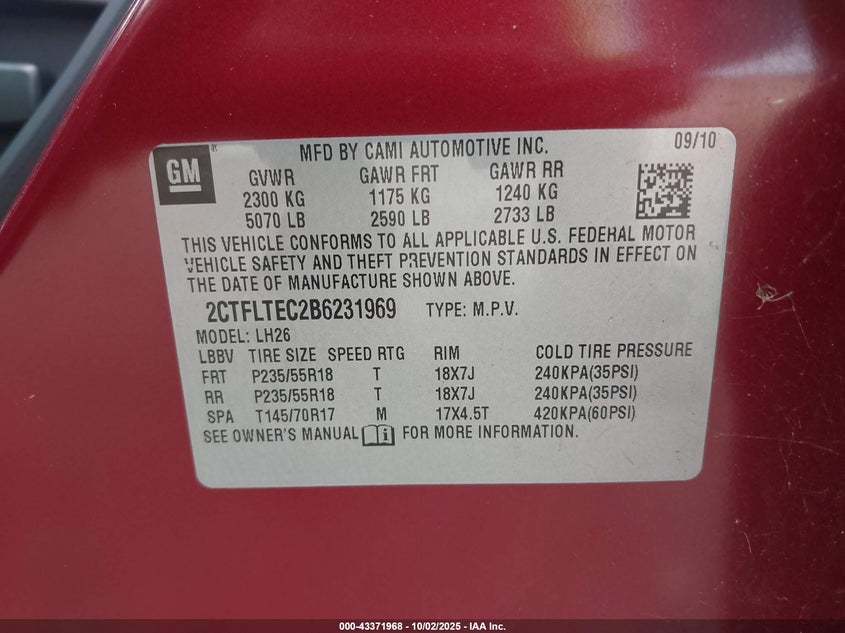 GM
®
MFD BY CAMI AUTOMOTIVE INC.
09/10
GVWR GAWR FRT GAWR RR
2300 KG 1175 KG 1240 KG
5070 LB 2590 LB 2733 LB
THIS VEHICLE CONFORMS TO ALL APPLICABLE U.S. FEDERAL MOTOR
VEHICLE SAFETY AND THEFT PREVENTION STANDARDS IN EFFECT ON
THE DATE OF MANUFACTURE SHOWN ABOVE.
2CTFLTEC2B6231969 TYPE: M.P.V.
MODEL: LH26
LBBV TIRE SIZE SPEED RTG RIM COLD TIRE PRESSURE
FRT P235/55R18 T 18X7J 240KPA(35PSI)
RR P235/55R18 T 18X7J 240KPA(35PSI)
SPA T145/70R17 M 17X4.5T 420KPA(60PSI)
SEE OWNER'S MANUAL i FOR MORE INFORMATION.
000-43371968 - 10/02/2025 - IAA Inc.